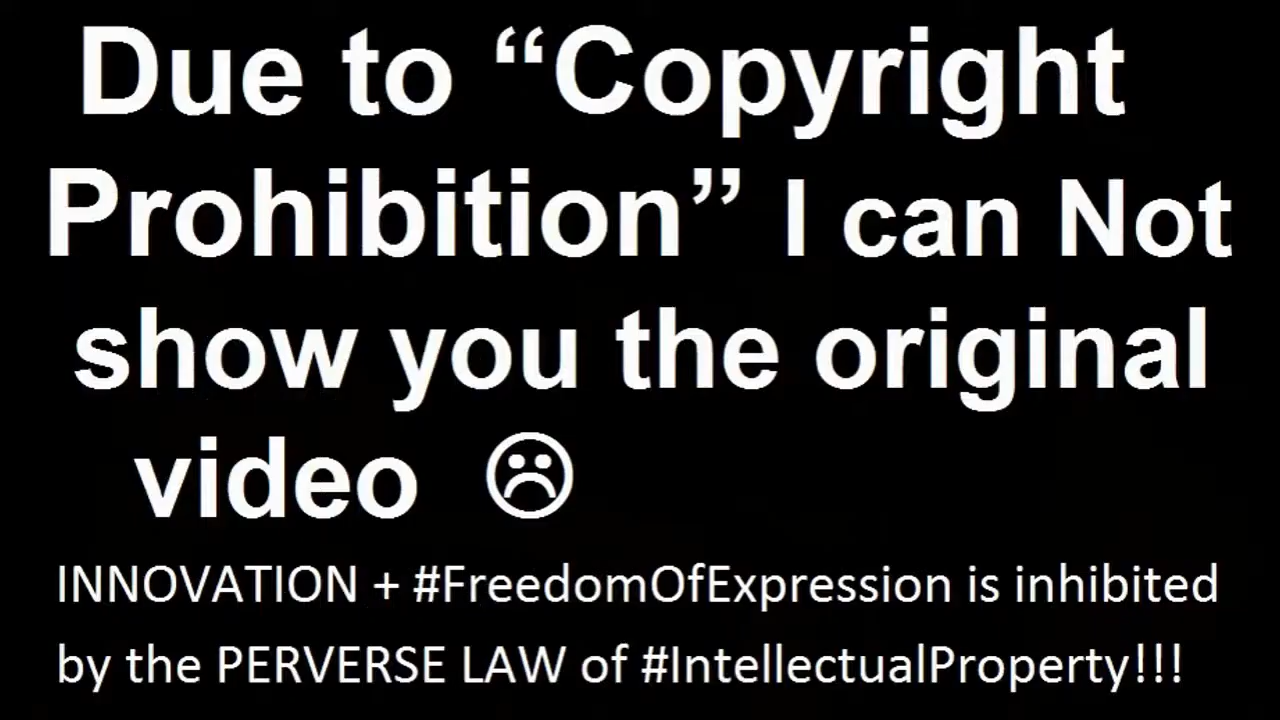 Due to “Copyright
Prohibition” I can Not
show you the original
video ☹
INNOVATION + #FreedomOfExpression is inhibited
by the PERVERSE LAW of #IntellectualProperty!!!